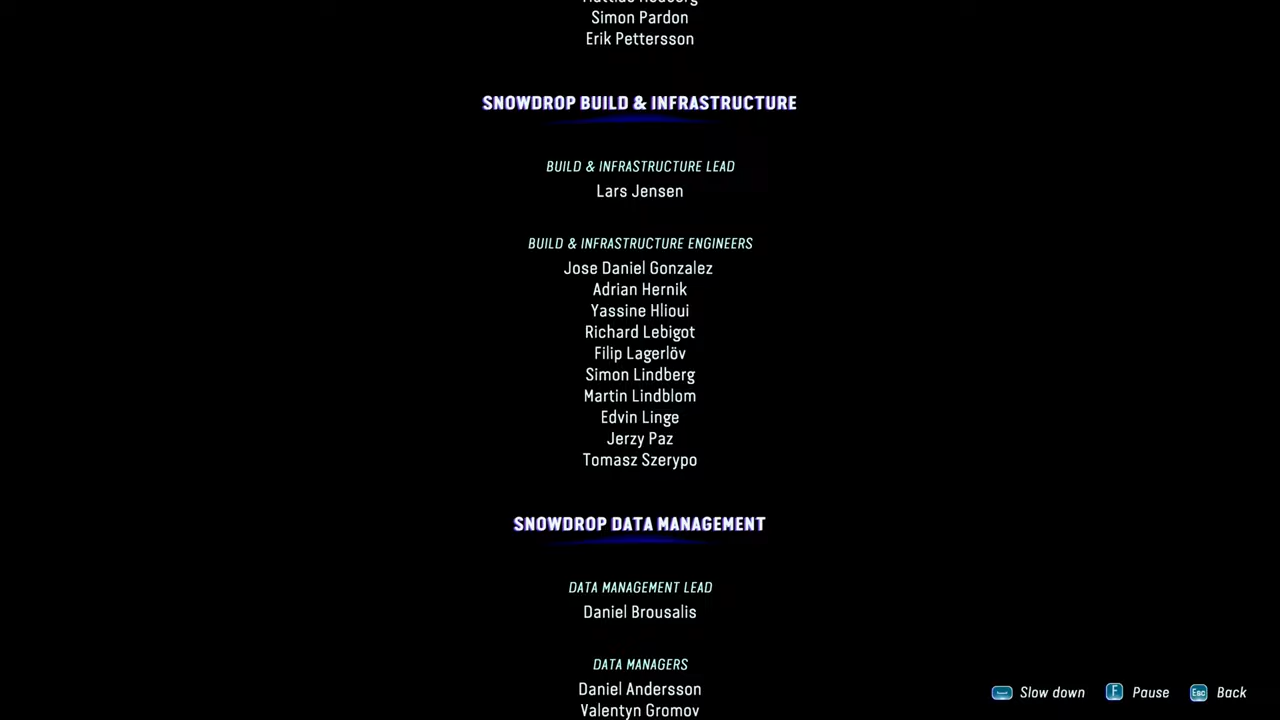 Simon Pardon
Erik Pettersson
SNOWDROP BUILD & INFRASTRUCTURE
BUILD & INFRASTRUCTURE LEAD
Lars Jensen
BUILD & INFRASTRUCTURE ENGINEERS
Jose Daniel Gonzalez
Adrian Hernik
Yassine Hlioui
Richard Lebigot
Filip Lagerlöv
Simon Lindberg
Martin Lindblom
Edvin Linge
Jerzy Paz
Tomasz Szerypo
SNOWDROP DATA MANAGEMENT
DATA MANAGEMENT LEAD
Daniel Brousalis
DATA MANAGERS
Daniel Andersson
Valentyn Gromov
Slow down F Pause Esc Back